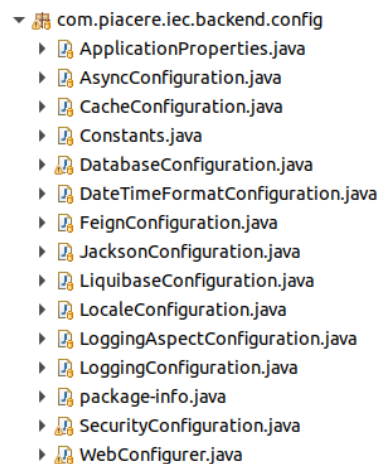 com.piacere.iec.backend.config
ApplicationProperties.java
AsyncConfiguration.java
CacheConfiguration.java
Constants.java
DatabaseConfiguration.java
DateTimeFormatConfiguration.java
FeignConfiguration.java
JacksonConfiguration.java
LiquibaseConfiguration.java
LocaleConfiguration.java
LoggingAspectConfiguration.java
LoggingConfiguration.java
package-info.java
SecurityConfiguration.java
WebConfigurer.java